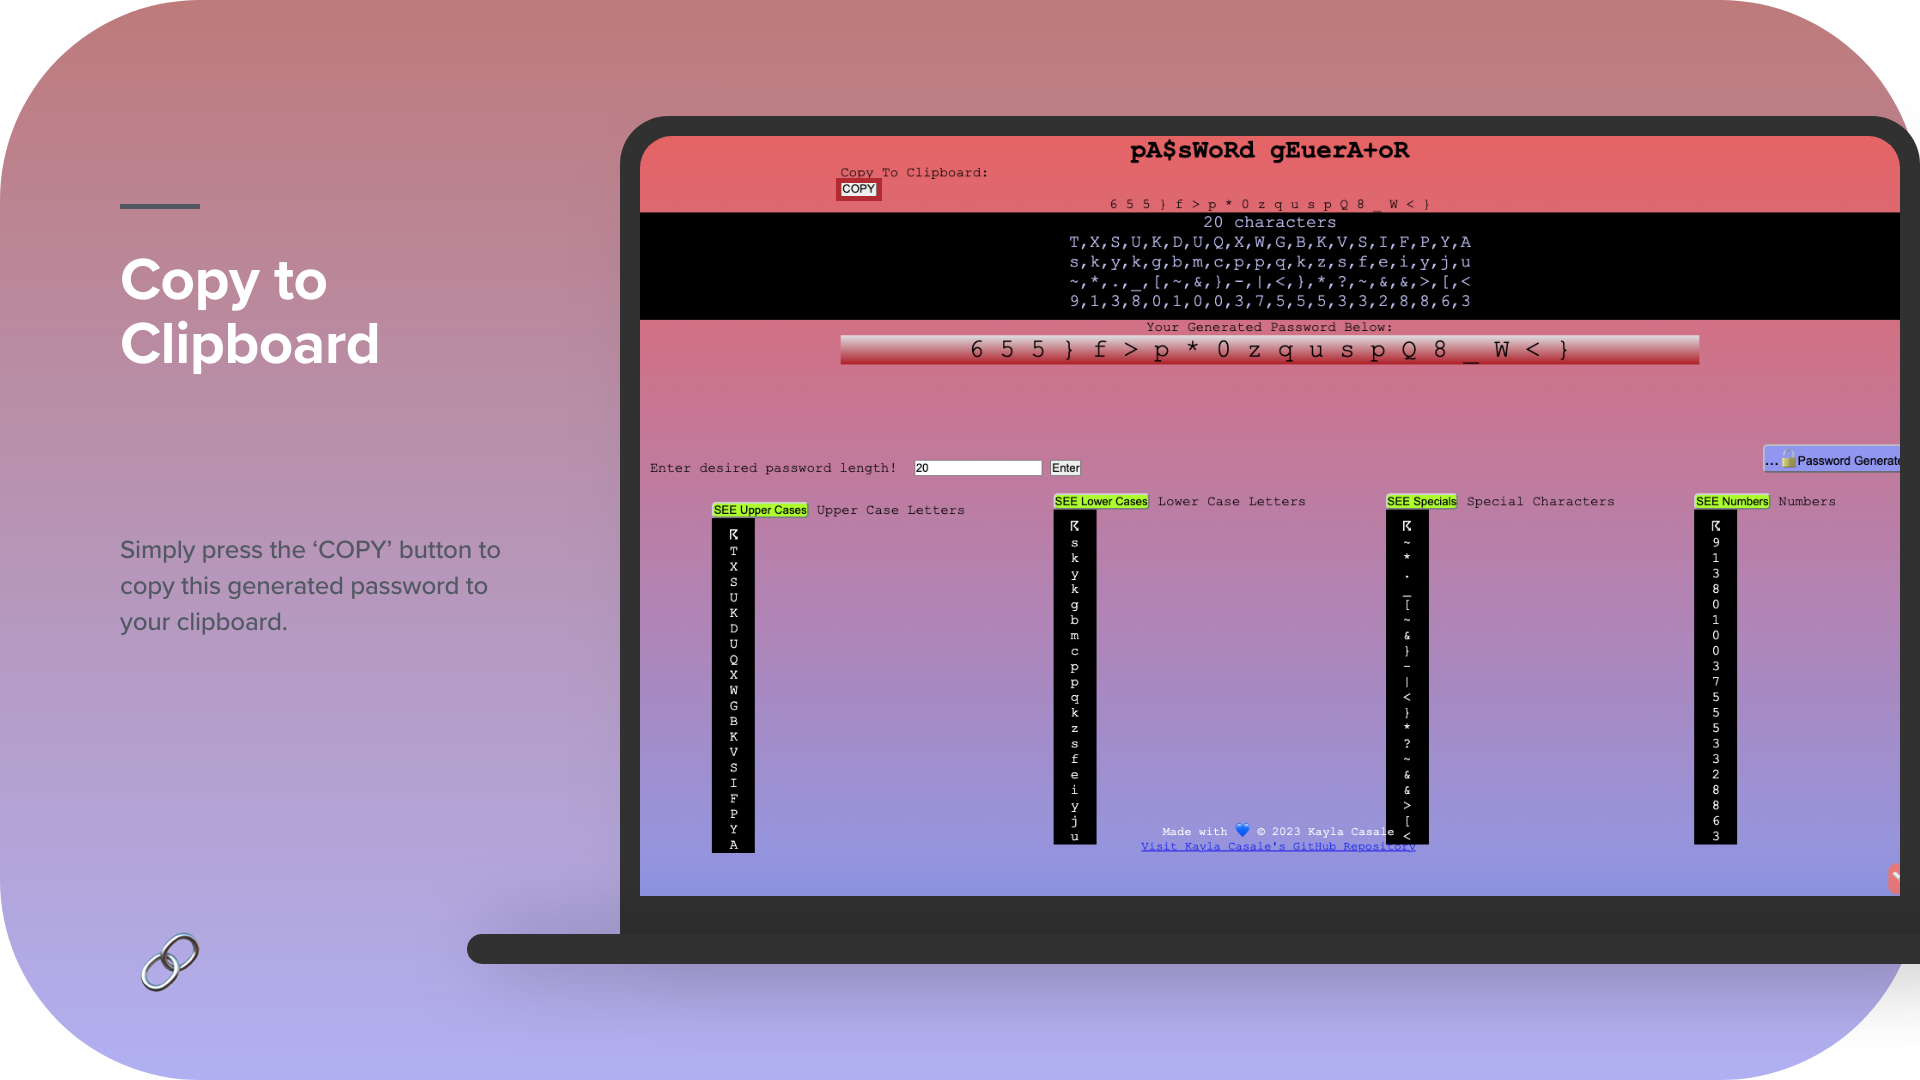 Copy to
Clipboard
Simply press the ‘COPY’ button to
copy this generated password to
your clipboard.
pA$sWoRd gEuerA+oR
Copy To Clipboard:
COPY
6 5 5 } f > p * 0 z q u s p Q 8 _ W < }
20 characters
T,X,S,U,K,D,U,Q,X,W,G,B,K,V,S,I,F,P,Y,A
s,k,y,k,g,b,m,c,p,p,q,k,z,s,f,e,i,y,j,u
~,*,.,_,[,~,&,},-,|,<,},*,?,~,&,&,>,[,<
9,1,3,8,0,1,0,0,3,7,5,5,5,3,3,2,8,8,6,3
Your Generated Password Below:
6 5 5 } f > p * 0 z q u s p Q 8 _ W < }
Enter desired password length! 20 Enter
...🔒Password Generate
SEE Upper Cases Upper Case Letters
T
X
S
U
K
D
U
Q
X
W
G
B
K
V
S
I
F
P
Y
A
SEE Lower Cases Lower Case Letters
s
k
y
k
g
b
m
c
p
p
q
k
z
s
f
e
i
y
j
u
SEE Specials Special Characters
~
*
.
_
[
~
&
}
-
|
<
}
*
?
~
&
&
>
[
<
SEE Numbers Numbers
9
1
3
8
0
1
0
0
3
7
5
5
5
3
3
2
8
8
6
3
Made with 💙 © 2023 Kayla Casale
Visit Kayla Casale's GitHub Repository